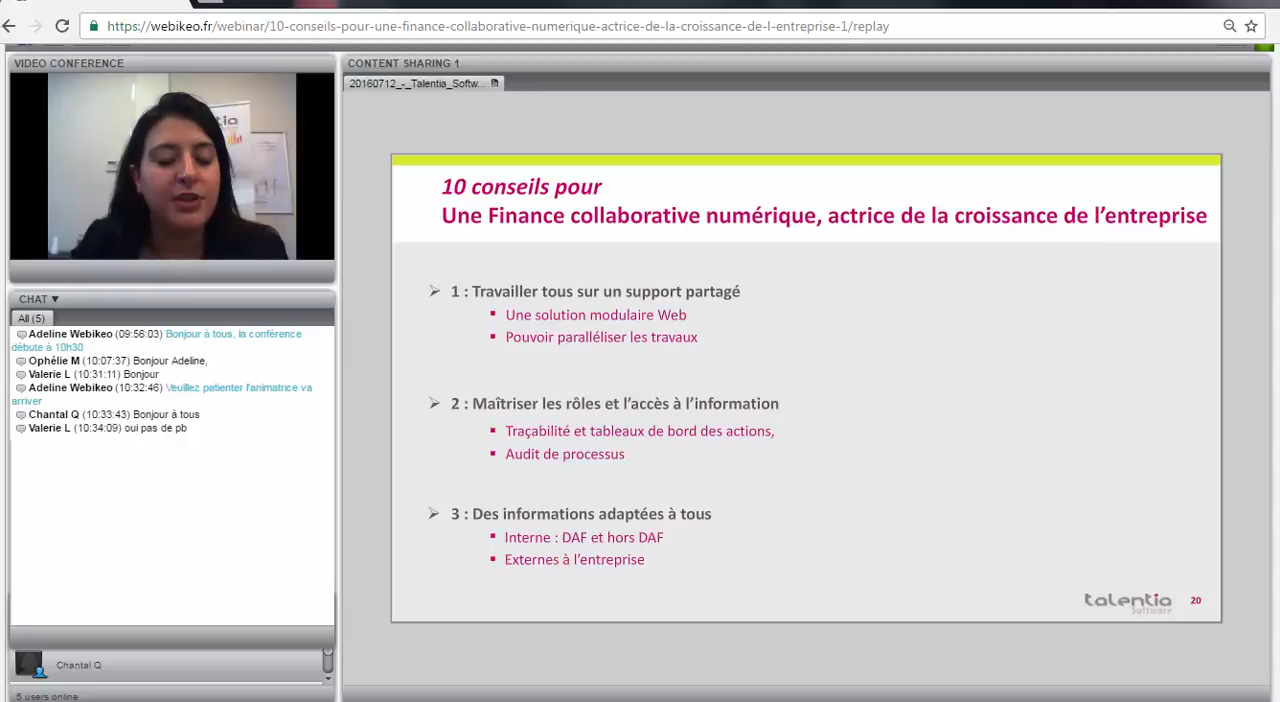 https://webikeo.fr/webinar/10-conseils-pour-une-finance-collaborative-numerique-actrice-de-la-croissance-de-l-entreprise-1/replay
VIDEO CONFERENCE
CONTENT SHARING 1
20160712_-_Talentia_Softw...
CHAT ▼
All (5)
Adeline Webikeo (09:56:03) Bonjour à tous, la conférence
débute à 10h30
Ophélie M (10:07:37) Bonjour Adeline,
Valerie L (10:31:11) Bonjour
Adeline Webikeo (10:32:46) Veuillez patienter l'animatrice va
arriver
Chantal Q (10:33:43) Bonjour à tous
Valerie L (10:34:09) oui pas de pb
Chantal Q
5 users online
10 conseils pour
Une Finance collaborative numérique, actrice de la croissance de l’entreprise
1 : Travailler tous sur un support partagé
Une solution modulaire Web
Pouvoir paralléliser les travaux
2 : Maîtriser les rôles et l’accès à l’information
Traçabilité et tableaux de bord des actions,
Audit de processus
3 : Des informations adaptées à tous
Interne : DAF et hors DAF
Externes à l’entreprise
talentia
Software
20